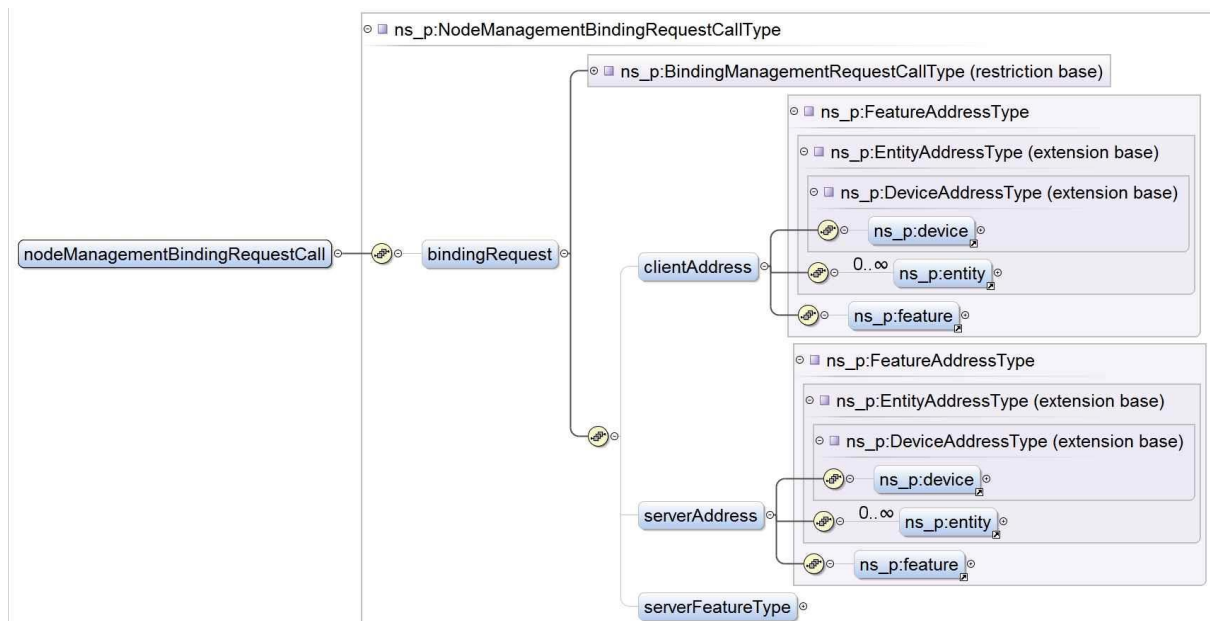 ns_p:NodeManagementBindingRequestCallType
ns_p:BindingManagementRequestCallType (restriction base)
ns_p:FeatureAddressType
ns_p:EntityAddressType (extension base)
ns_p:DeviceAddressType (extension base)
ns_p:device
nodeManagementBindingRequestCall
bindingRequest
clientAddress
0..∞
ns_p:entity
ns_p:feature
ns_p:FeatureAddressType
ns_p:EntityAddressType (extension base)
ns_p:DeviceAddressType (extension base)
ns_p:device
serverAddress
0..∞
ns_p:entity
ns_p:feature
serverFeatureType